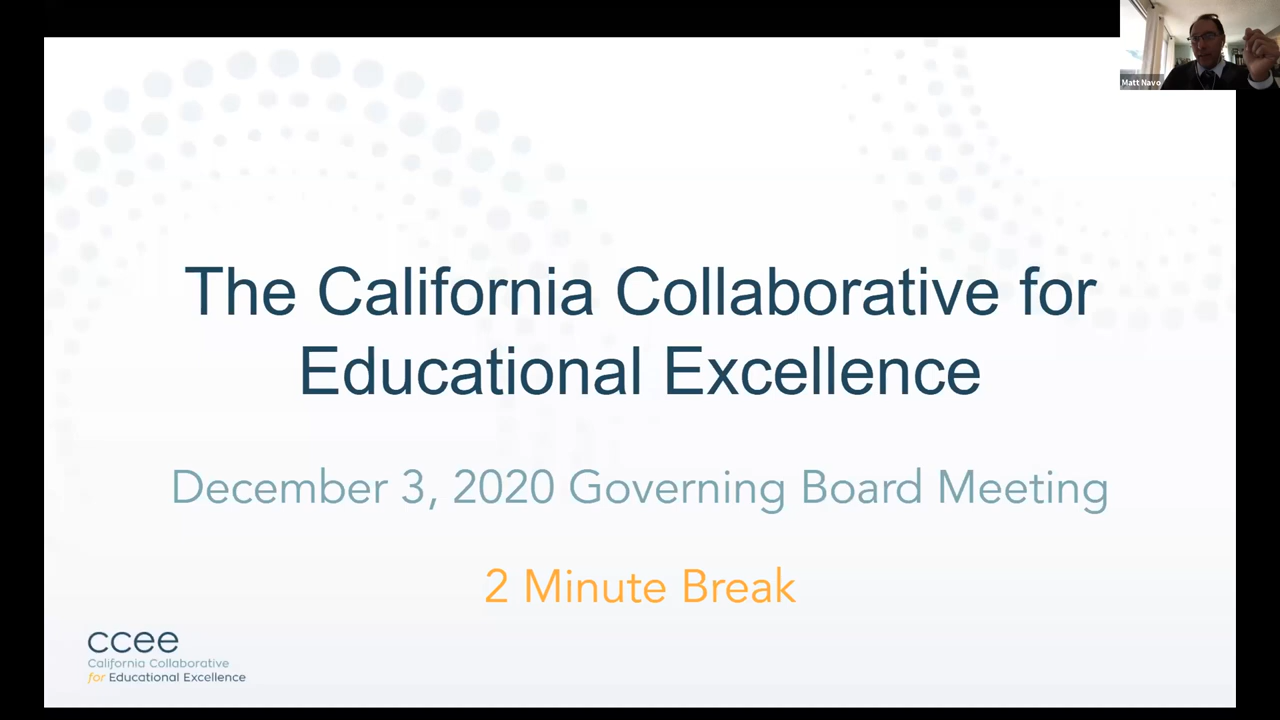 Matt Navo
The California Collaborative for
Educational Excellence
December 3, 2020 Governing Board Meeting
2 Minute Break
ccee
California Collaborative
for Educational Excellence